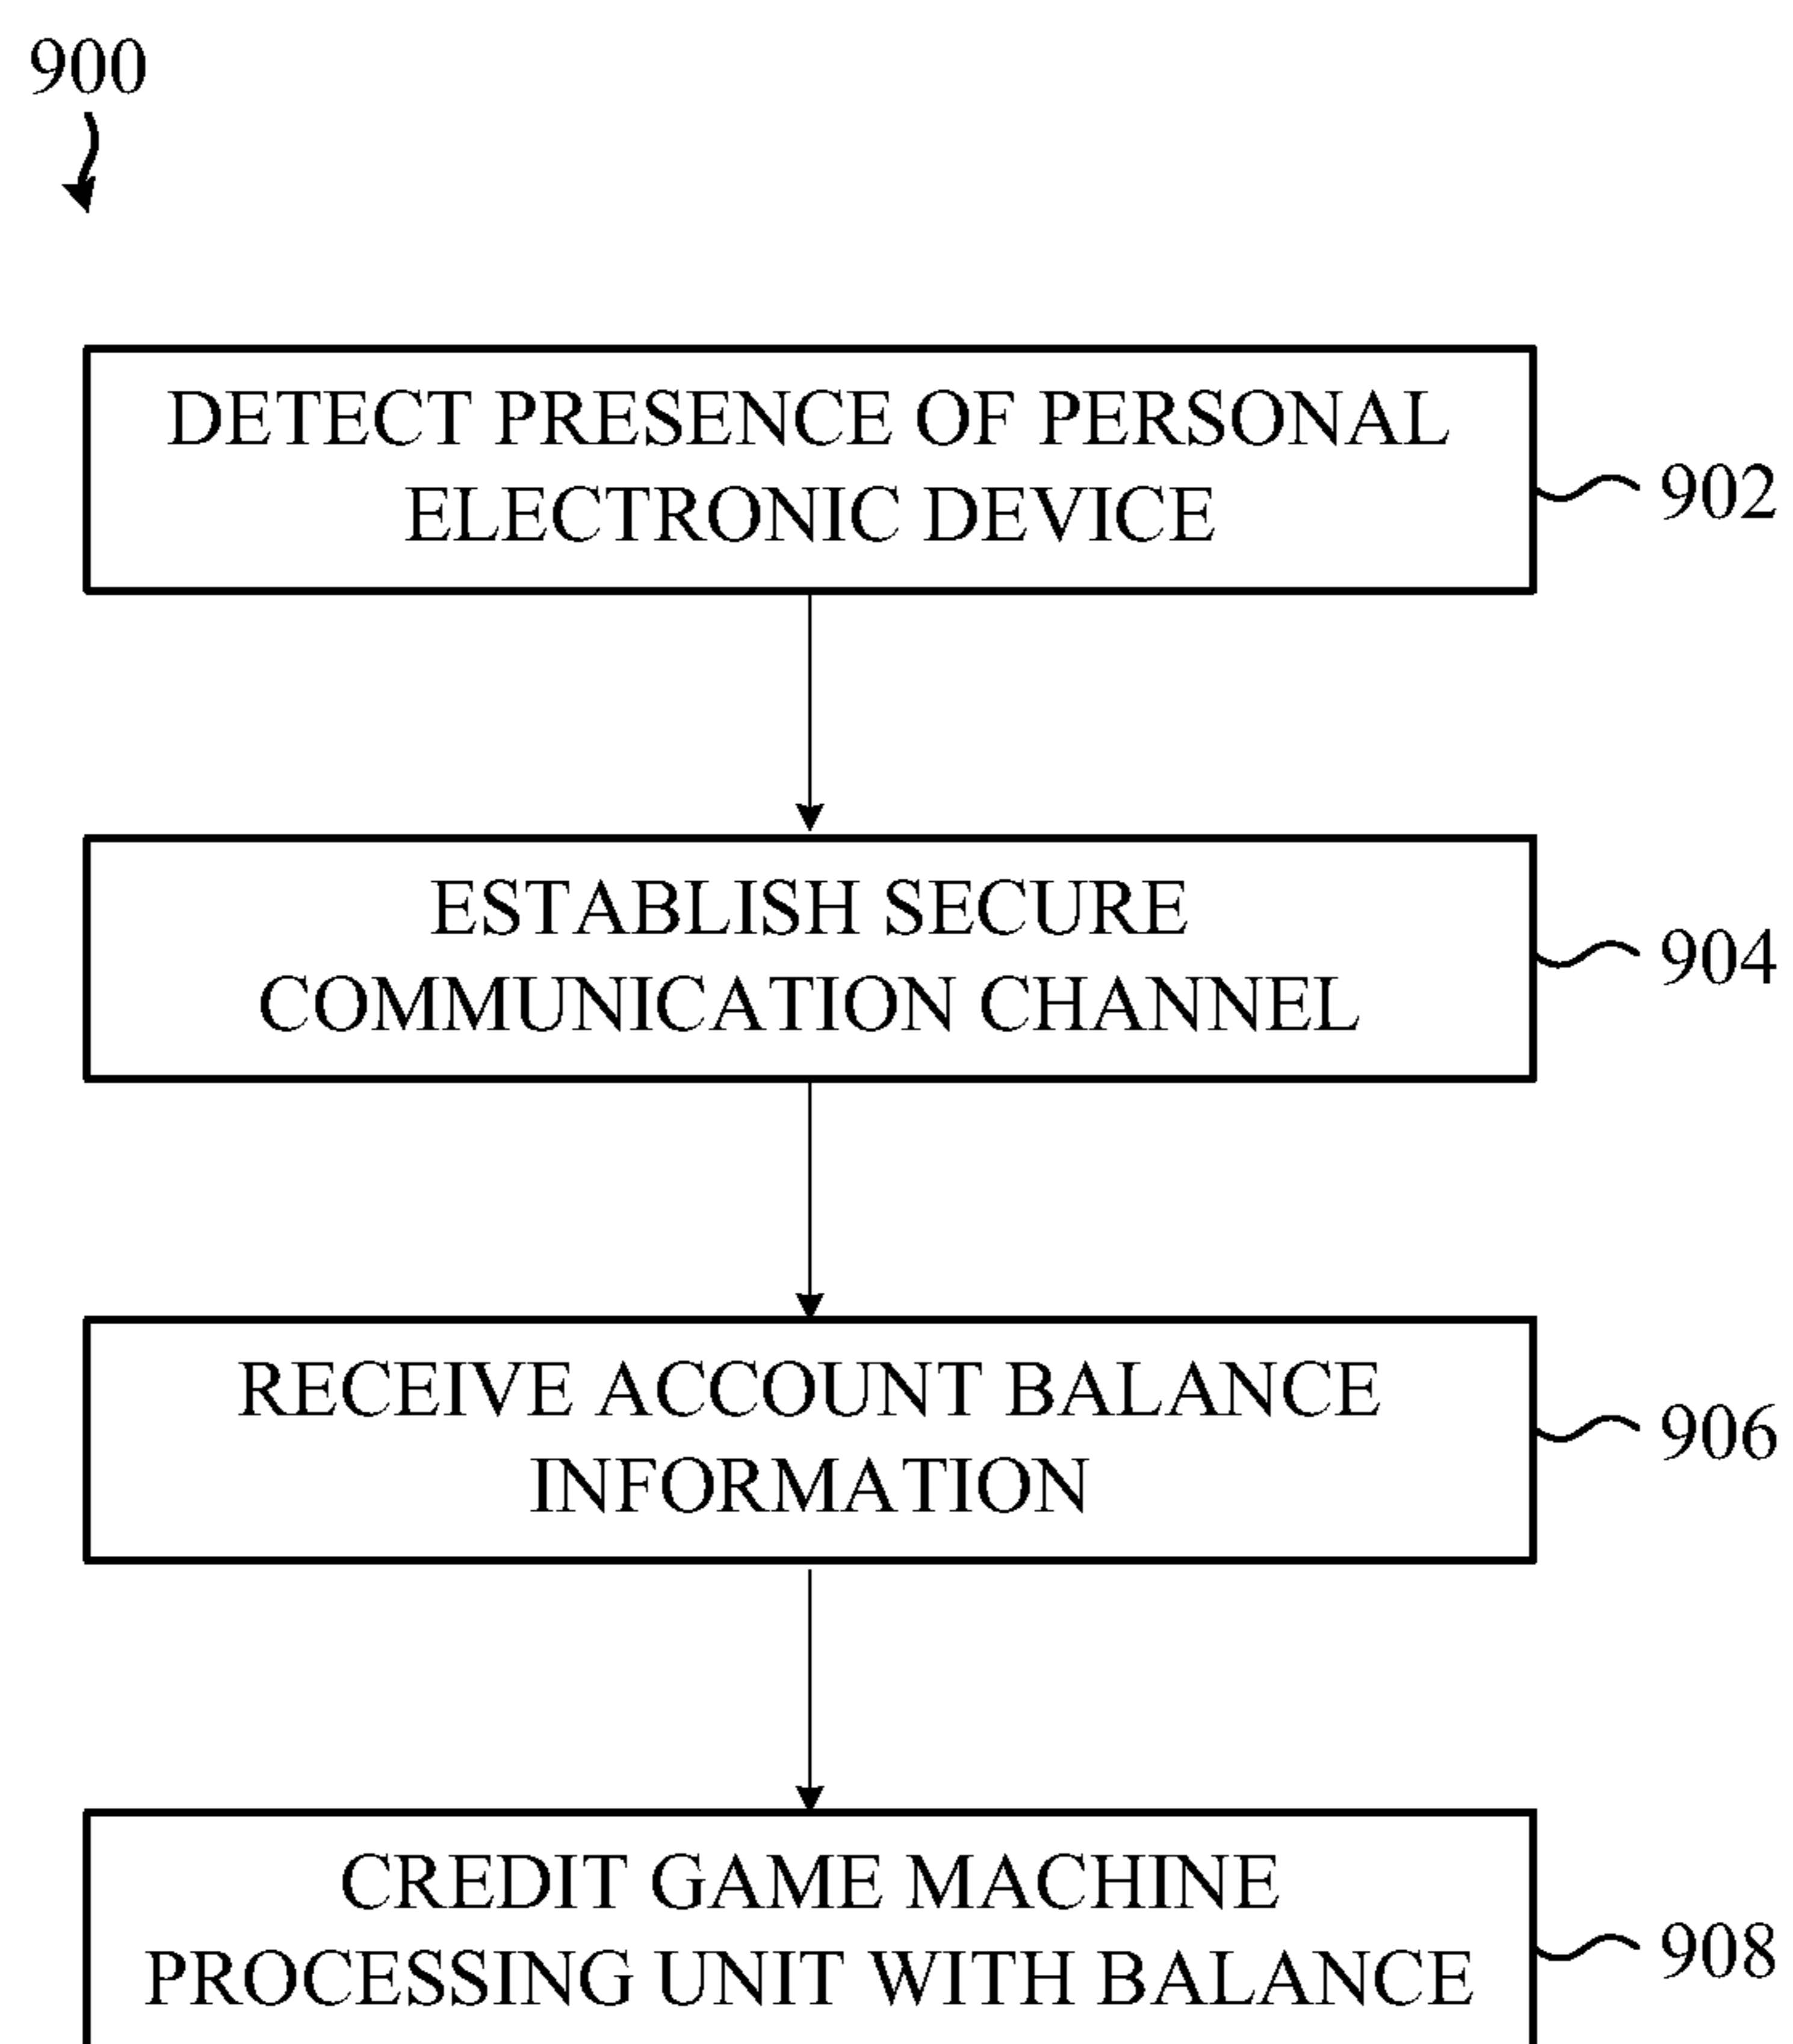 900
DETECT PRESENCE OF PERSONAL
ELECTRONIC DEVICE
902
ESTABLISH SECURE
COMMUNICATION CHANNEL
904
RECEIVE ACCOUNT BALANCE
INFORMATION
906
CREDIT GAME MACHINE
PROCESSING UNIT WITH BALANCE
908